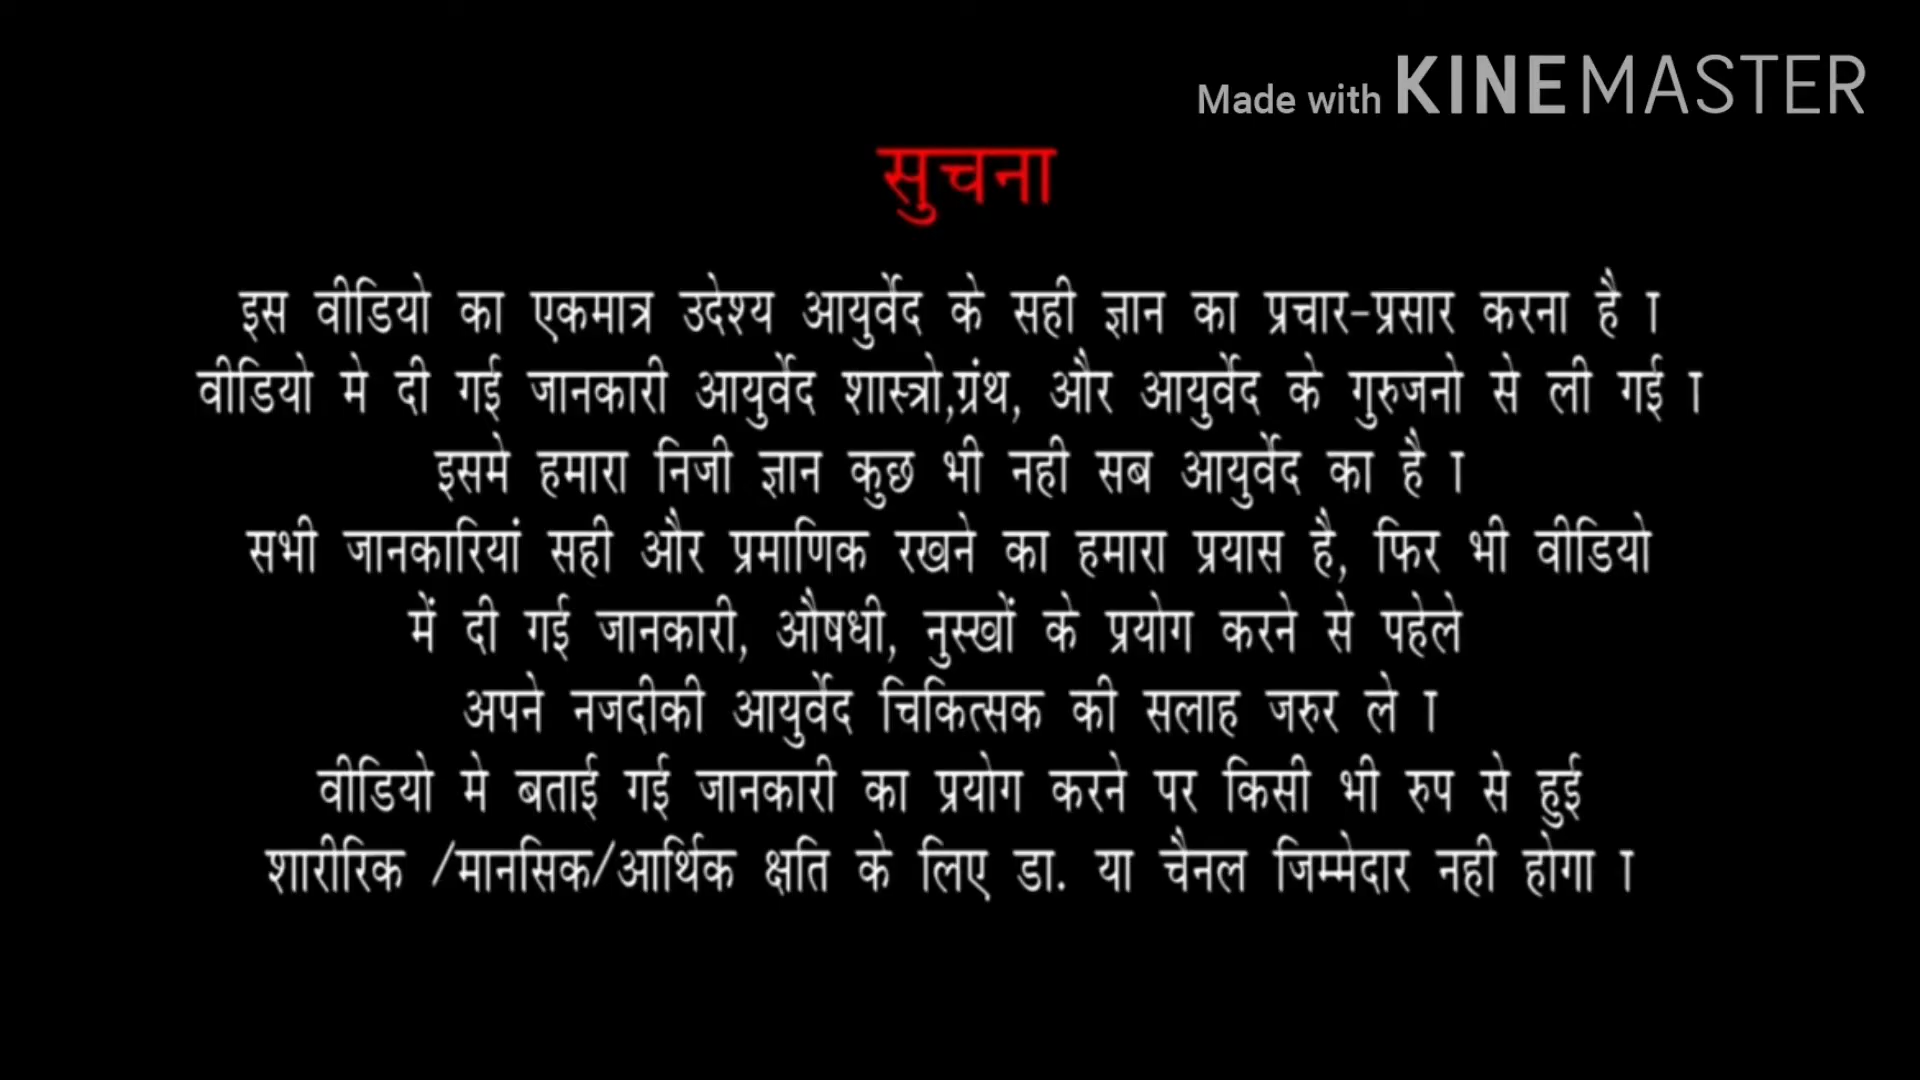 Made with KINEMASTER
सुचना
इस वीडियो का एकमात्र उदेश्य आयुर्वेद के सही ज्ञान का प्रचार-प्रसार करना है ।
वीडियो मे दी गई जानकारी आयुर्वेद शास्त्रो,ग्रंथ, और आयुर्वेद के गुरुजनो से ली गई ।
इसमे हमारा निजी ज्ञान कुछ भी नही सब आयुर्वेद का है ।
सभी जानकारियां सही और प्रमाणिक रखने का हमारा प्रयास है, फिर भी वीडियो
में दी गई जानकारी, औषधी, नुस्खों के प्रयोग करने से पहेले
अपने नजदीकी आयुर्वेद चिकित्सक की सलाह जरुर ले ।
वीडियो मे बताई गई जानकारी का प्रयोग करने पर किसी भी रुप से हुई
शारीरिक /मानसिक/आर्थिक क्षति के लिए डा. या चैनल जिम्मेदार नही होगा ।